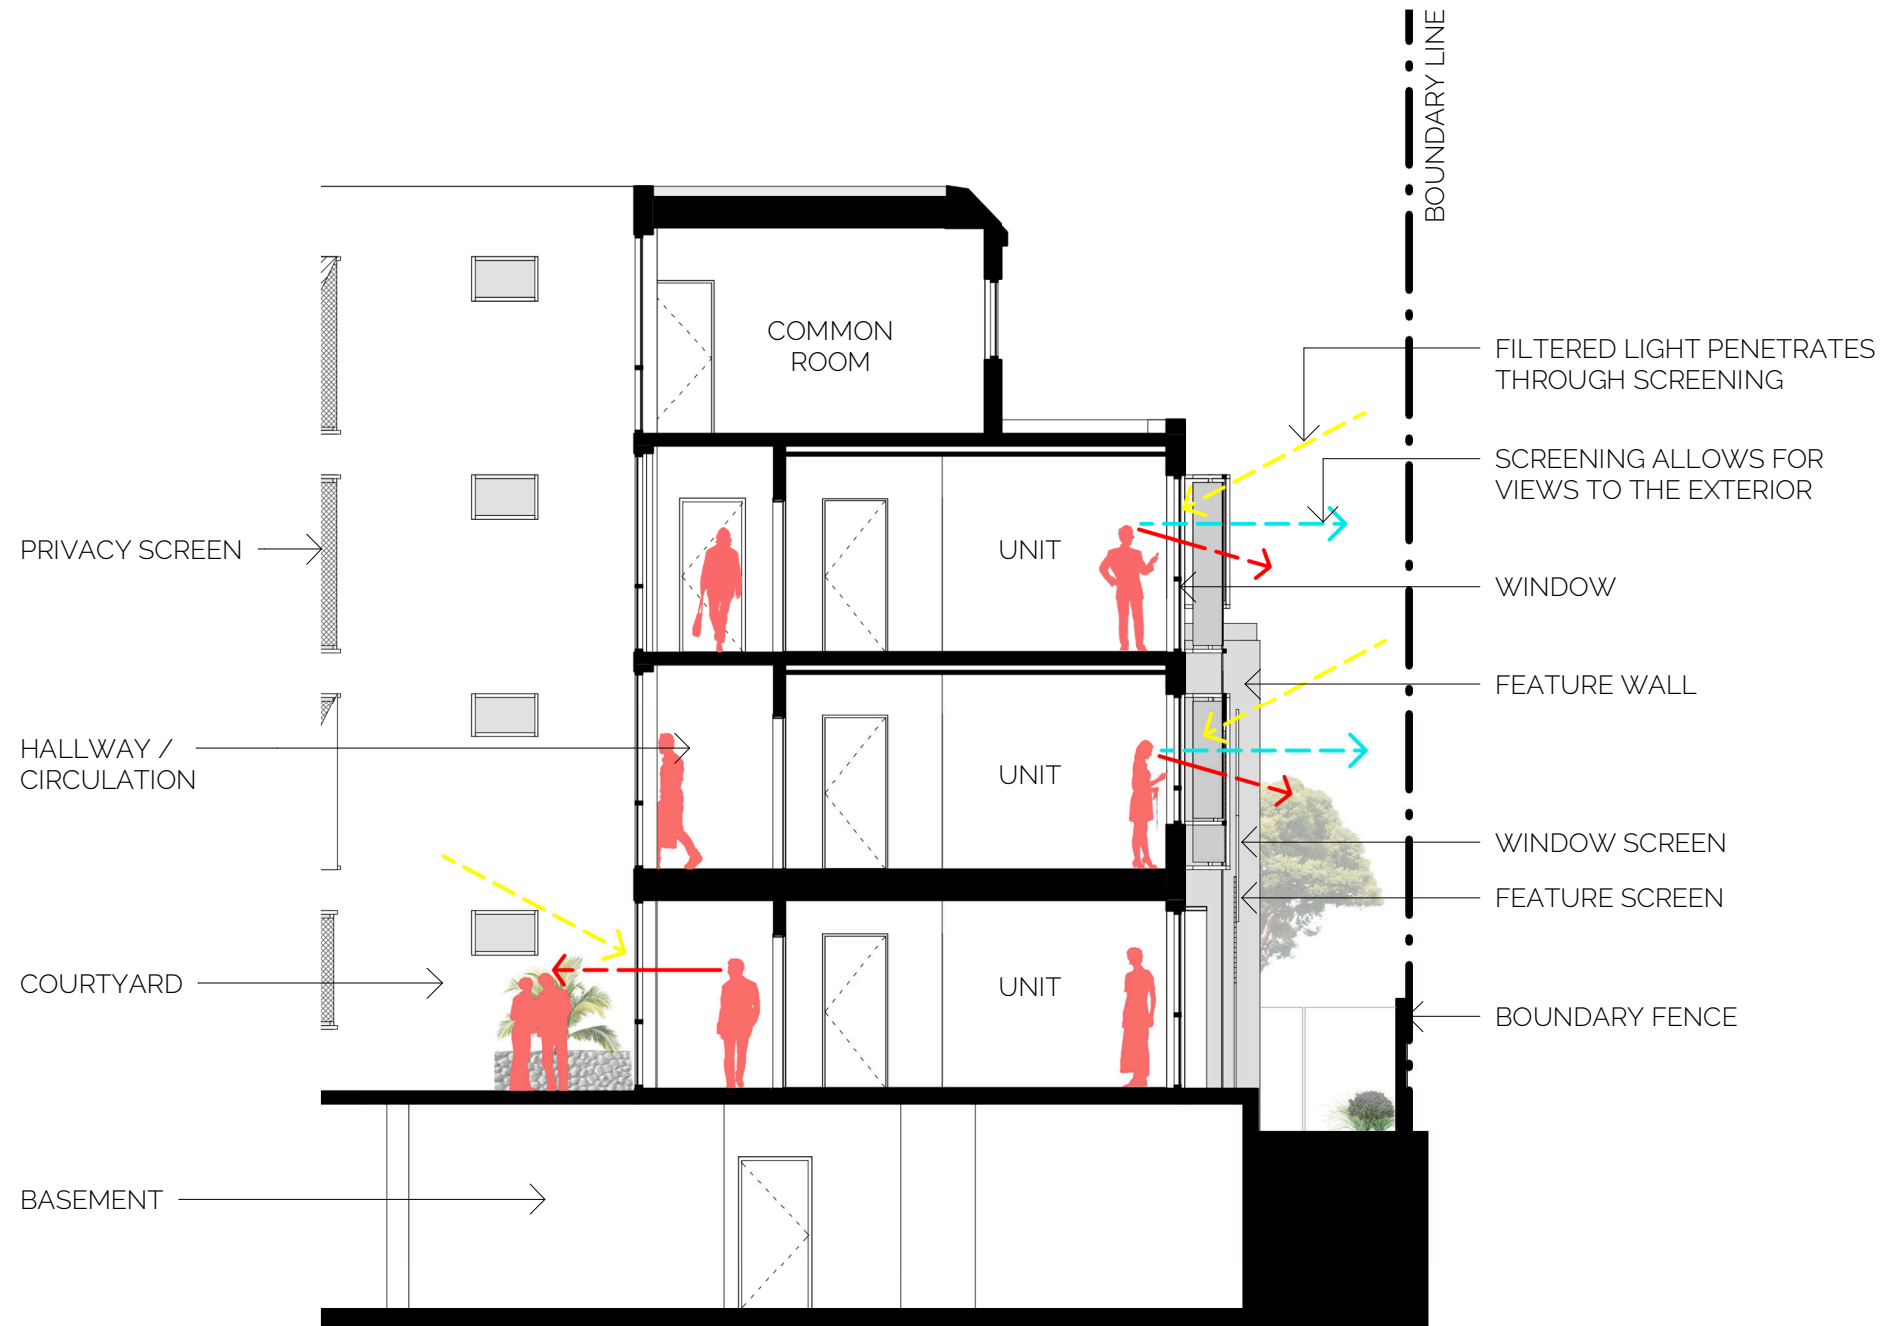 BOUNDARY LINE
COMMON
ROOM
FILTERED LIGHT PENETRATES
THROUGH SCREENING
SCREENING ALLOWS FOR
VIEWS TO THE EXTERIOR
PRIVACY SCREEN
UNIT
WINDOW
FEATURE WALL
HALLWAY /
CIRCULATION
UNIT
WINDOW SCREEN
FEATURE SCREEN
COURTYARD
UNIT
BOUNDARY FENCE
BASEMENT